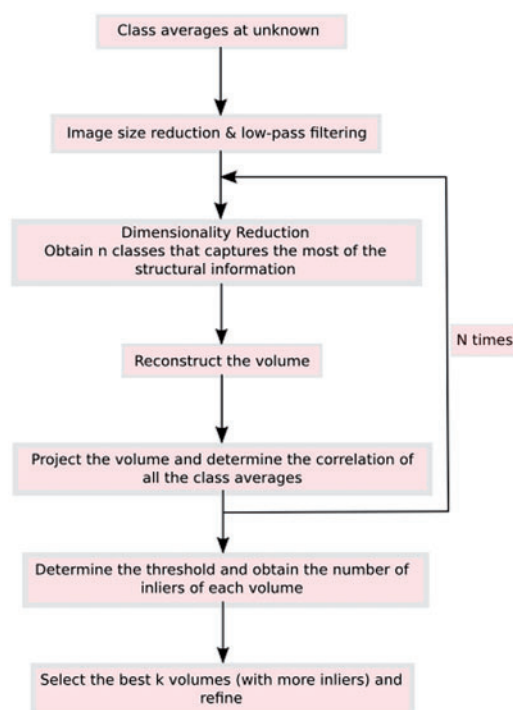 Class averages at unknown
Image size reduction & low-pass filtering
Dimensionality Reduction
Obtain n classes that captures the most of the
structural information
N times
Reconstruct the volume
Project the volume and determine the correlation of
all the class averages
Determine the threshold and obtain the number of
inliers of each volume
Select the best k volumes (with more inliers) and
refine